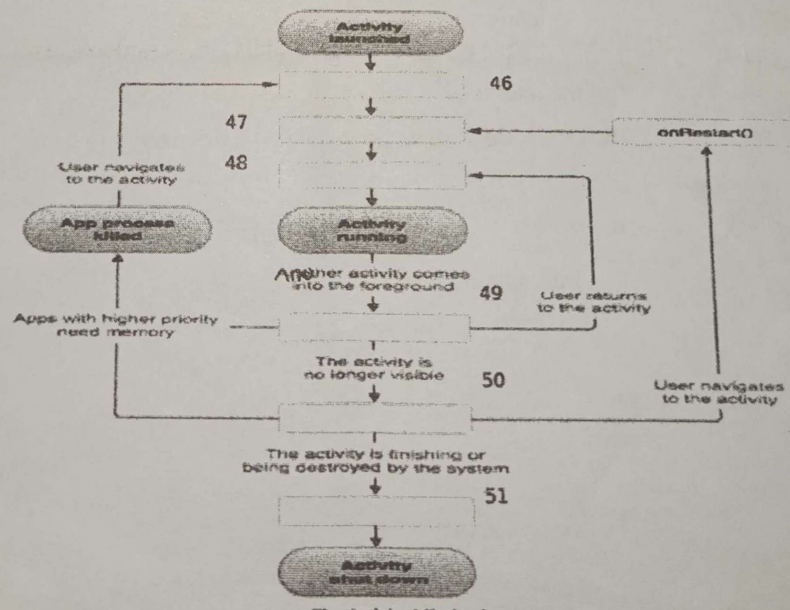 Activity
launched
46
47
onRestart()
48
User navigates
to the activity
App process
killed
Activity
running
Another activity comes
into the foreground
49
User returns
to the activity
Apps with higher priority
need memory
The activity is
no longer visible
50
User navigates
to the activity
The activity is finishing or
being destroyed by the system
51
Activity
shut down